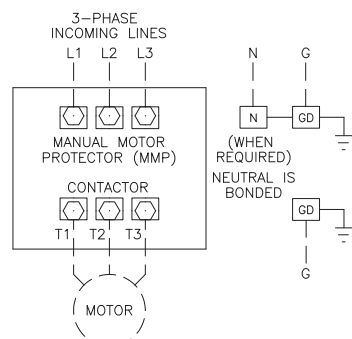 3-PHASE
INCOMING LINES
L1 L2 L3 N G
N GD
MANUAL MOTOR
PROTECTOR (MMP)
(WHEN
REQUIRED)
NEUTRAL IS
BONDED
CONTACTOR
GD
T1 T2 T3
G
MOTOR